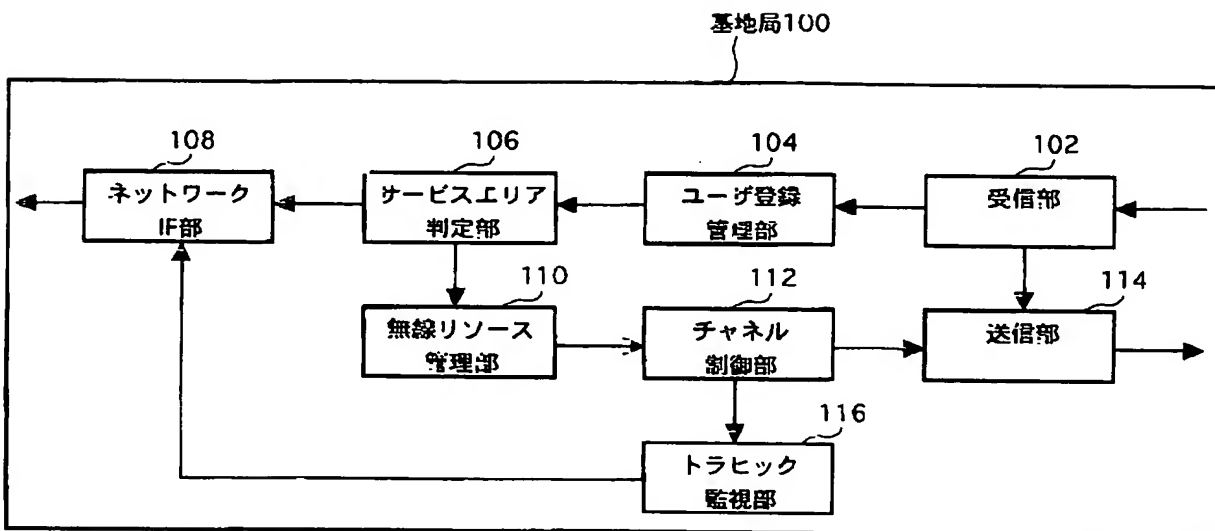 基地局100
108
106
104
102
ネットワーク
IF部
サービスエリア
判定部
ユーザ登録
管理部
受信部
110
112
114
無線リソース
管理部
チャネル
制御部
送信部
116
トラヒック
監視部